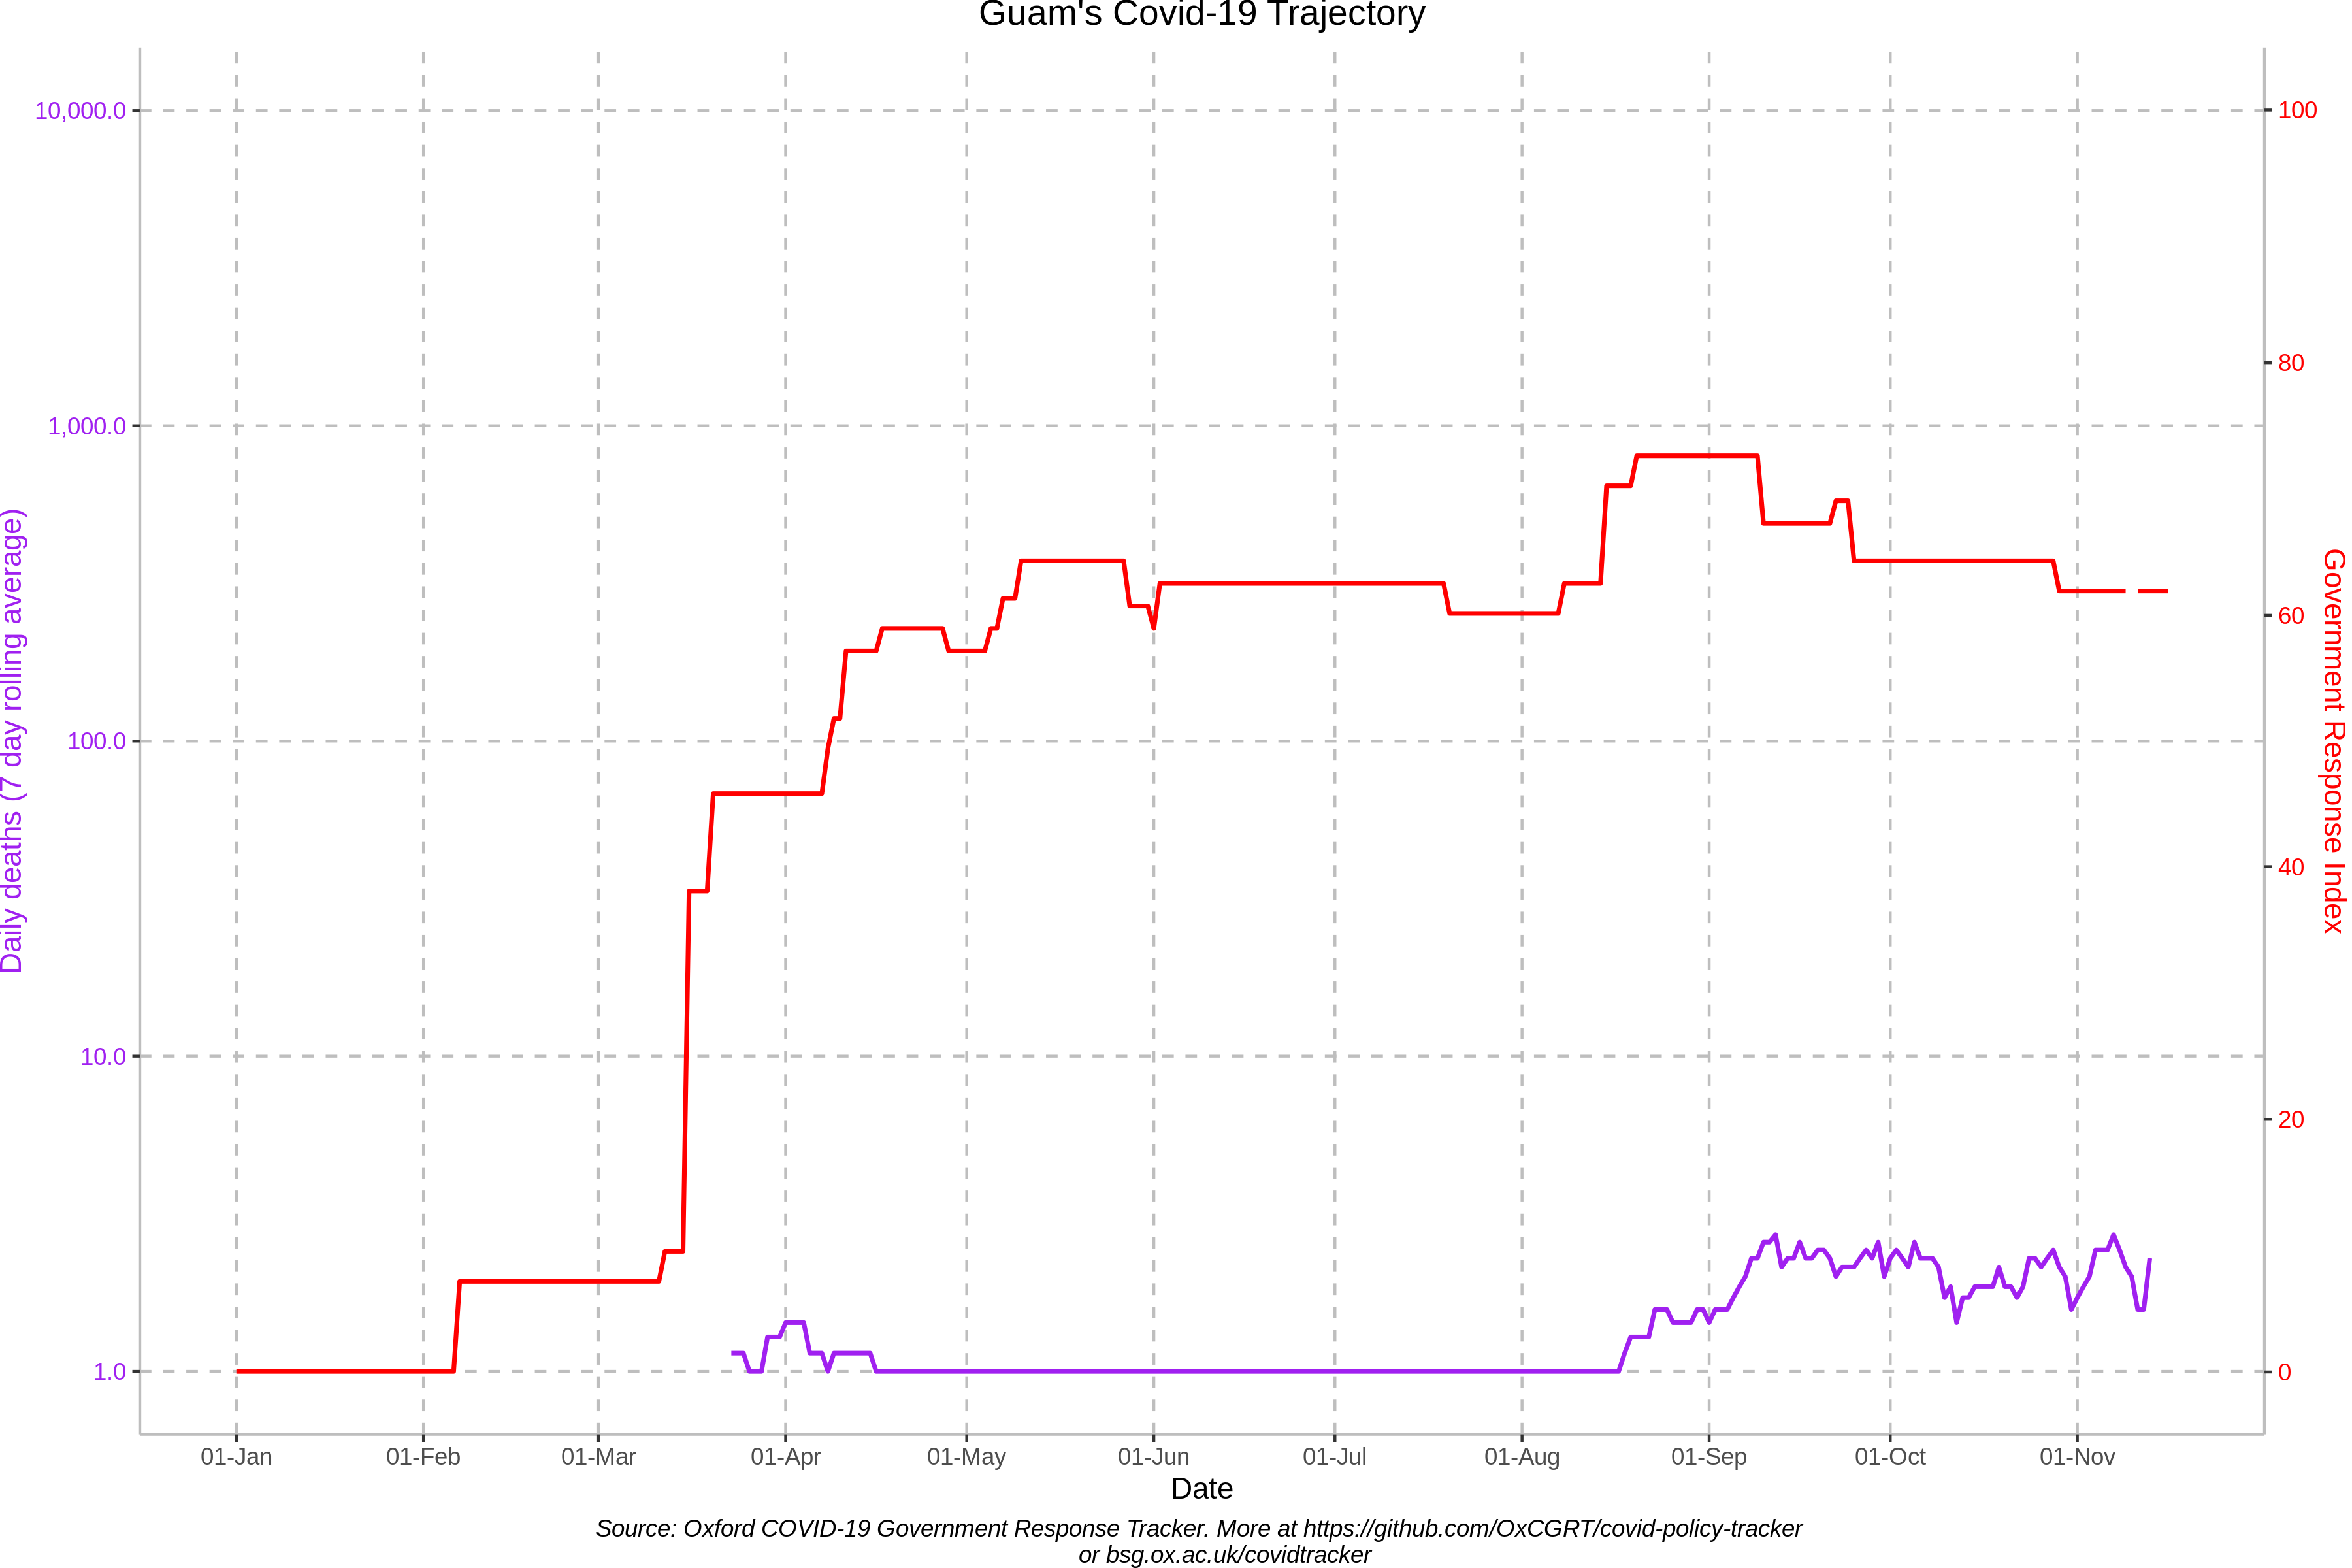 Guam's Covid-19 Trajectory
10,000.0
1,000.0
100.0
10.0
1.0
Daily deaths (7 day rolling average)
100
80
60
40
20
0
Government Response Index
01-Jan
01-Feb
01-Mar
01-Apr
01-May
01-Jun
01-Jul
01-Aug
01-Sep
01-Oct
01-Nov
Date
Source: Oxford COVID-19 Government Response Tracker. More at https://github.com/OxCGRT/covid-policy-tracker
or bsg.ox.ac.uk/covidtracker